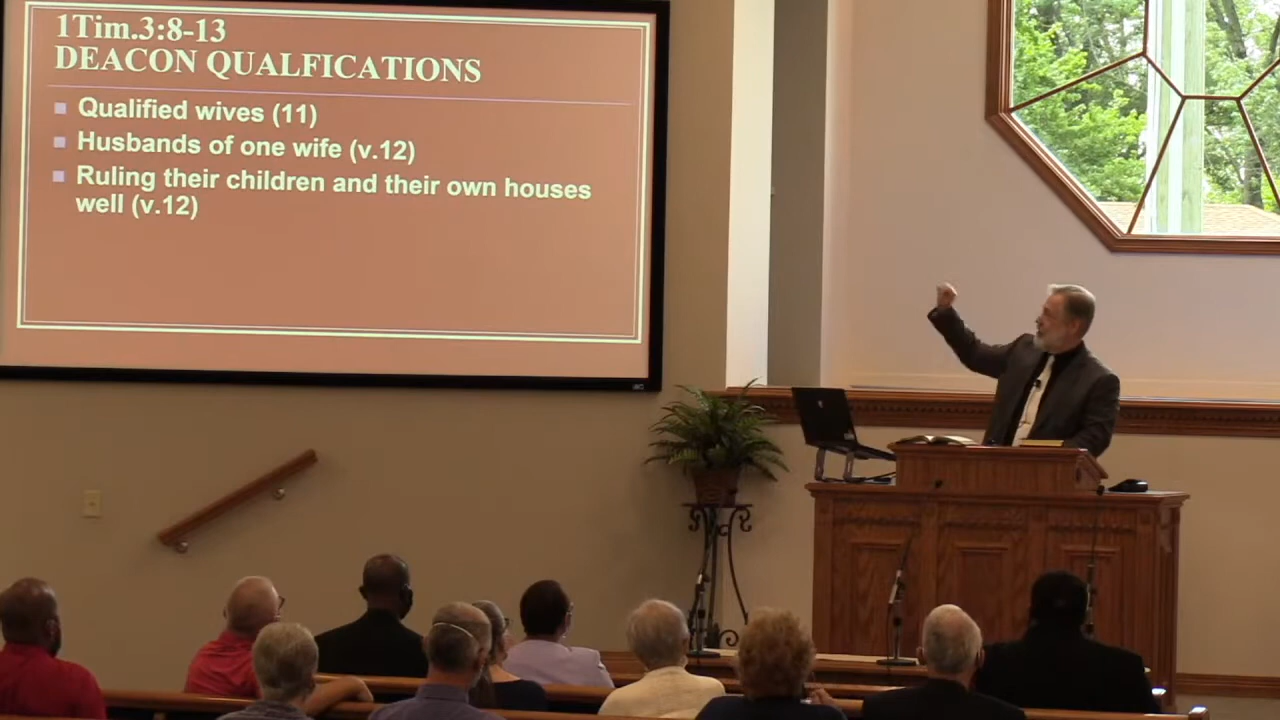 1Tim.3:8-13
DEACON QUALFICATIONS
Qualified wives (11)
Husbands of one wife (v.12)
Ruling their children and their own houses
well (v.12)